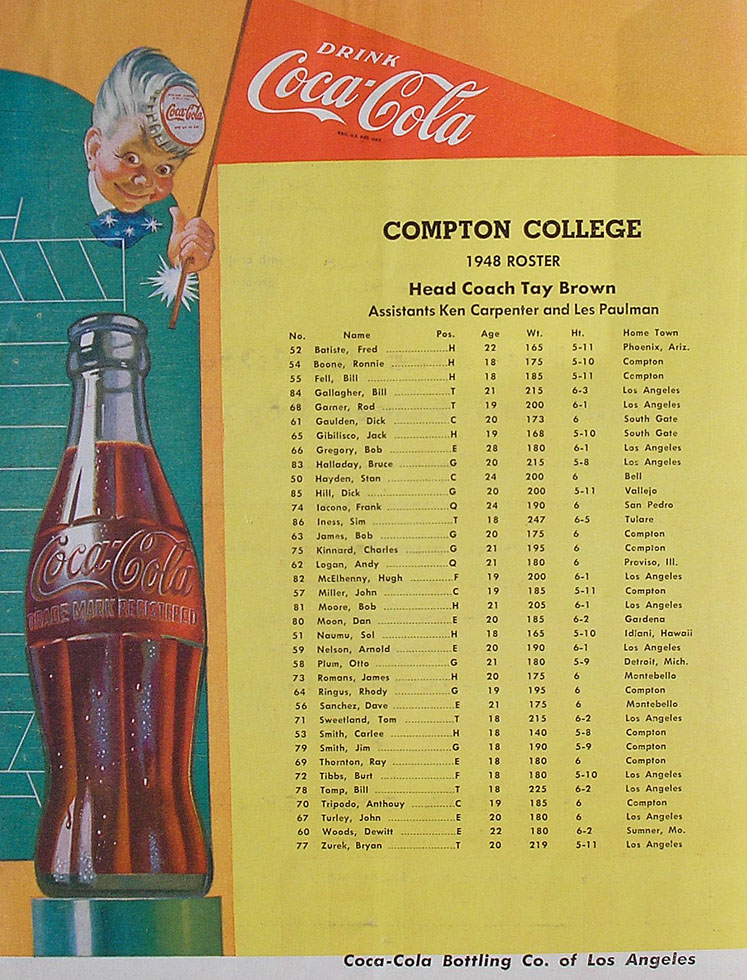 DRINK
Coca-Cola
Coca-Cola
COMPTON COLLEGE
1948 ROSTER
Head Coach Tay Brown
Assistants Ken Carpenter and Les Paulman
No. Name Pos. Age Wt. Ht. Home Town
52 Batiste, Fred H 22 165 5-11 Phoenix, Ariz.
54 Boone, Ronnie H 18 175 5-10 Compton
55 Fell, Bill H 18 185 5-11 Compton
84 Gallagher, Bill T 21 215 6-3 Los Angeles
68 Garner, Rod T 19 200 6-1 Los Angeles
61 Gaulden, Dick C 20 173 6 South Gate
65 Gibilisco, Jack H 19 168 5-10 South Gate
66 Gregory, Bob E 28 180 6-1 Los Angeles
83 Halladay, Bruce G 20 215 5-8 Los Angeles
50 Hayden, Stan C 24 200 6 Bell
85 Hill, Dick G 20 200 5-11 Vallejo
74 Iacono, Frank Q 24 190 6 San Pedro
86 Iness, Sim T 18 247 6-5 Tulare
63 James, Bob G 20 175 6 Compton
75 Kinnard, Charles G 21 195 6 Compton
62 Logan, Andy Q 21 180 6 Proviso, Ill.
82 McElhenny, Hugh F 19 200 6-1 Los Angeles
57 Miller, John C 19 185 5-11 Compton
81 Moore, Bob H 21 205 6-1 Los Angeles
80 Moon, Dan E 20 185 6-2 Gardena
51 Naumu, Sol H 18 165 5-10 Idiani, Hawaii
59 Nelson, Arnold E 20 190 6-1 Los Angeles
58 Plum, Otto G 21 180 5-9 Detroit, Mich.
73 Romans, James H 20 175 6 Montebello
64 Ringus, Rhody G 19 195 6 Compton
56 Sanchez, Dave E 21 175 6 Montebello
71 Sweetland, Tom T 18 215 6-2 Los Angeles
53 Smith, Carlee H 18 140 5-8 Compton
79 Smith, Jim G 18 190 5-9 Compton
69 Thornton, Ray E 18 180 6 Compton
72 Tibbs, Burt F 18 180 5-10 Los Angeles
78 Tomp, Bill T 18 225 6-2 Los Angeles
70 Tripodo, Anthouy C 19 185 6 Compton
67 Turley, John E 20 180 6 Los Angeles
60 Woods, Dewitt E 22 180 6-2 Sumner, Mo.
77 Zurek, Bryan T 20 219 5-11 Los Angeles
Coca-Cola
TRADE MARK REGISTERED
Coca-Cola Bottling Co. of Los Angeles